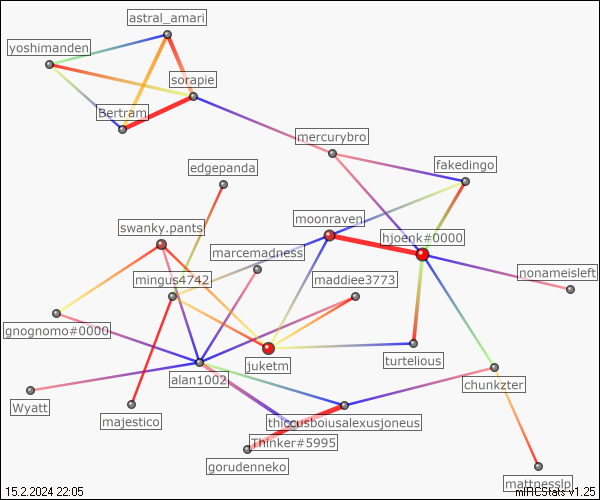 astral_amari
yoshimanden
sorapie
Bertram
mercurybro
edgepanda
fakedingo
moonraven
swanky.pants
hjoenk#0000
marcemadness
nonameisleft
mingus4742
maddiee3773
gnognomo#0000
juketm
turtelious
alan1002
chunkzter
Wyatt
majestico
thiccusboiusalexusjoneus
Thinker#5995
gorudenneko
mattnesslp
15.2.2024 22:05
mIRCStats v1.25